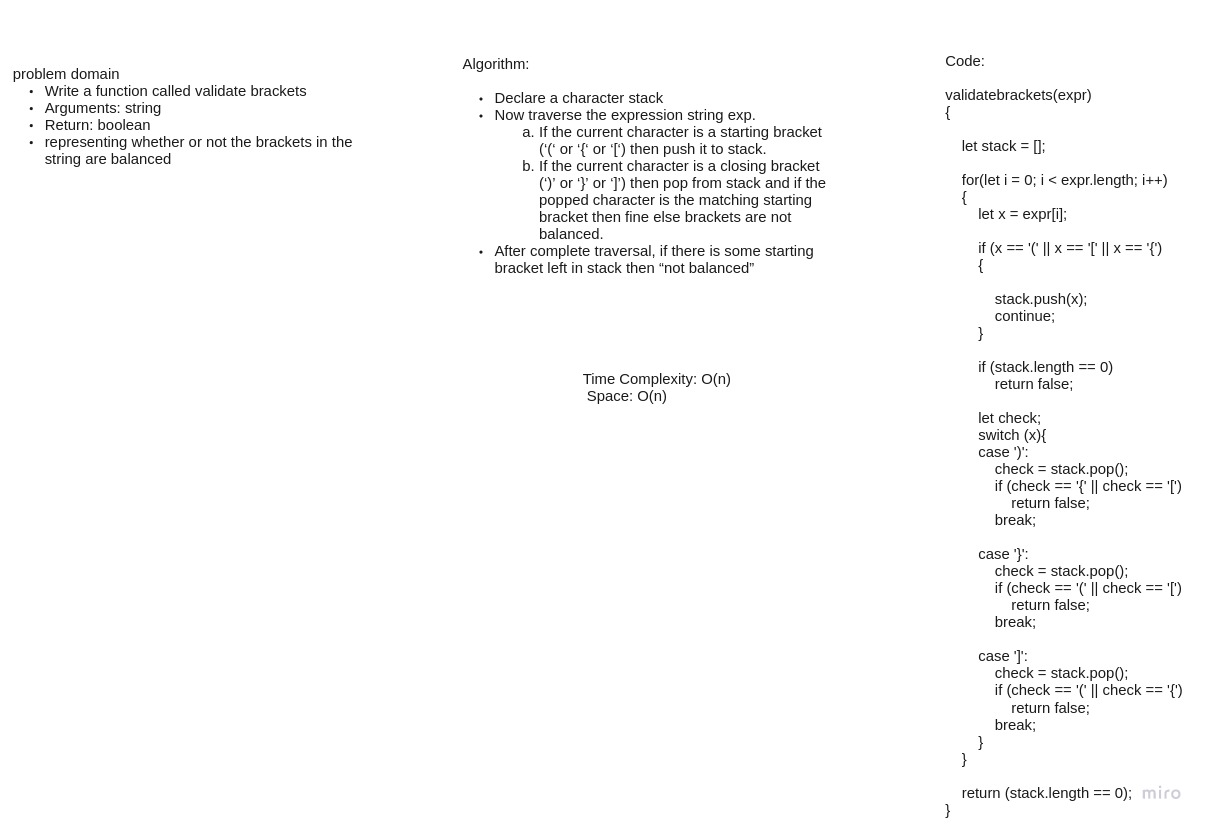 problem domain
• Write a function called validate brackets
• Arguments: string
• Return: boolean
• representing whether or not the brackets in the
string are balanced
Algorithm:
• Declare a character stack
• Now traverse the expression string exp.
a. If the current character is a starting bracket
(‘(‘ or ‘{‘ or ‘[‘) then push it to stack.
b. If the current character is a closing bracket
(‘)’ or ‘}’ or ‘]’) then pop from stack and if the
popped character is the matching starting
bracket then fine else brackets are not
balanced.
• After complete traversal, if there is some starting
bracket left in stack then “not balanced”
Time Complexity: O(n)
Space: O(n)
Code:
validatebrackets(expr)
{
let stack = [];
for(let i = 0; i < expr.length; i++)
{
let x = expr[i];
if (x == '(' || x == '[' || x == '{')
{
stack.push(x);
continue;
}
if (stack.length == 0)
return false;
let check;
switch (x){
case ')':
check = stack.pop();
if (check == '{' || check == '[')
return false;
break;
case '}':
check = stack.pop();
if (check == '(' || check == '[')
return false;
break;
case ']':
check = stack.pop();
if (check == '(' || check == '{')
return false;
break;
}
}
return (stack.length == 0);
}
miro